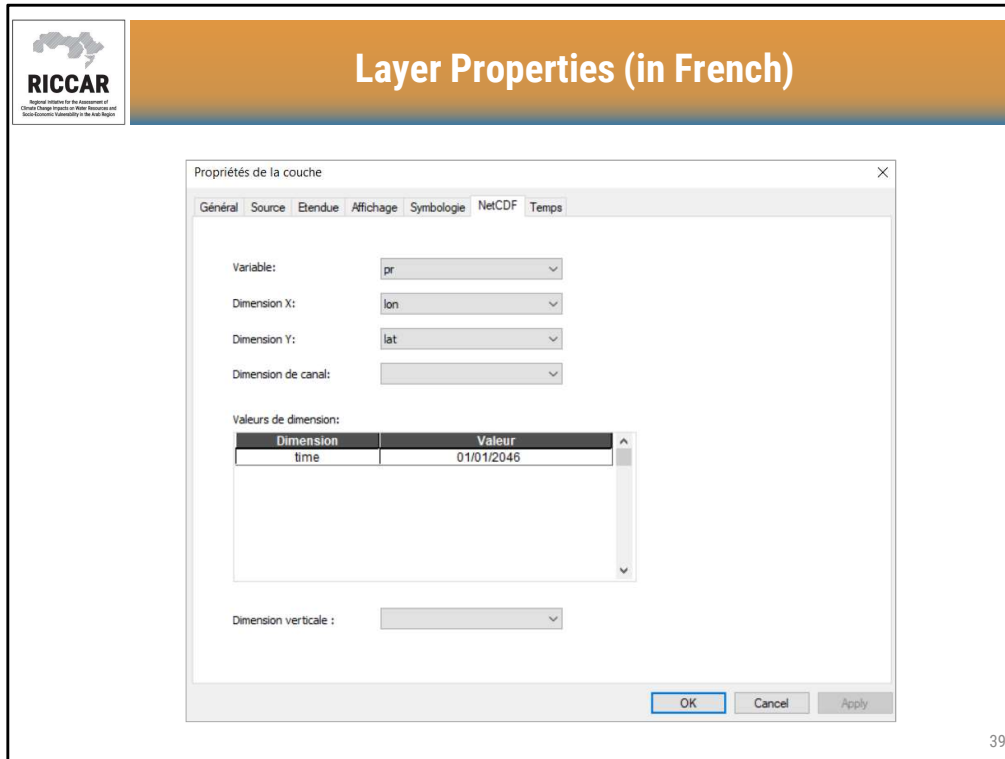 RICCAR
Regional Initiative for the Assessment of
Climate Change Impacts on Water Resources and
Socio-Economic Vulnerability in the Arab Region
Layer Properties (in French)
Propriétés de la couche
Général Source Etendue Affichage Symbologie NetCDF Temps
Variable: pr
Dimension X: lon
Dimension Y: lat
Dimension de canal:
Valeurs de dimension:
Dimension Valeur
time 01/01/2046
Dimension verticale :
OK Cancel Apply
39